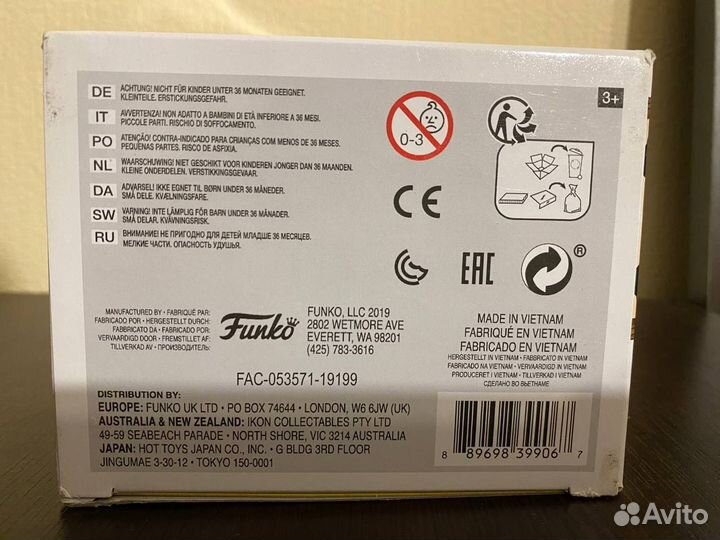 DE ACHTUNG! NICHT FÜR KINDER UNTER 36 MONATEN GEEIGNET.
KLEINTEILE. ERSTICKUNGSGEFAHR.
IT AVVERTENZA! NON ADATTO A BAMBINI DI ETÀ INFERIORE A 36 MESI.
PICCOLE PARTI. RISCHIO DI SOFFOCAMENTO.
PO ATENÇÃO! CONTRA-INDICADO PARA CRIANÇAS COM MENOS DE 36 MESES.
PEQUENAS PARTES. RISCO DE ASFIXIA.
NL WAARSCHUWING! NIET GESCHIKT VOOR KINDEREN JONGER DAN 36 MAANDEN.
KLEINE ONDERDELEN. VERSTIKKINGSGEVAAR.
DA ADVARSEL! IKKE EGNET TIL BØRN UNDER 36 MÅNEDER.
SMÅ DELE. KVÆLNINGSFARE.
SW VARNING! INTE LÄMPLIG FÖR BARN UNDER 36 MÅNADER.
SMÅ DELAR. KVÄVNINGSRISK.
RU ВНИМАНИЕ! НЕ ПРИГОДНО ДЛЯ ДЕТЕЙ МЛАДШЕ 36 МЕСЯЦЕВ.
МЕЛКИЕ ЧАСТИ. ОПАСНОСТЬ УДУШЬЯ.
0-3
3+
CE
EAC
®
MANUFACTURED BY • FABRIQUÉ PAR:
FABRICADO POR • HERGESTELLT DURCH:
FABBRICATO DA • FABRICADO POR:
VERVAARDIGD DOOR • FREMSTILLET AF:
TILLVERKAD AV • ПРОИЗВОДИТЕЛЬ:
Funko
FUNKO, LLC 2019
2802 WETMORE AVE
EVERETT, WA 98201
(425) 783-3616
MADE IN VIETNAM
FABRIQUÉ EN VIETNAM
FABRICADO EN VIETNAM
HERGESTELLT IN VIETNAM • FABBRICATO IN VIETNAM
FABRICADO NA VIETNAM • VERVAARDIGD IN VIETNAM
PRODUCERET I VIETNAM • TILLVERKAD I VIETNAM
СДЕЛАНО ВО ВЬЕТНАМЕ
FAC-053571-19199
DISTRIBUTION BY:
EUROPE: FUNKO UK LTD • PO BOX 74644 • LONDON, W6 6JW (UK)
AUSTRALIA & NEW ZEALAND: IKON COLLECTABLES PTY LTD
49-59 SEABEACH PARADE • NORTH SHORE, VIC 3214 AUSTRALIA
JAPAN: HOT TOYS JAPAN CO., INC. • G BLDG 3RD FLOOR
JINGUMAE 3-30-12 • TOKYO 150-0001
8 89698 39906 7
Avito